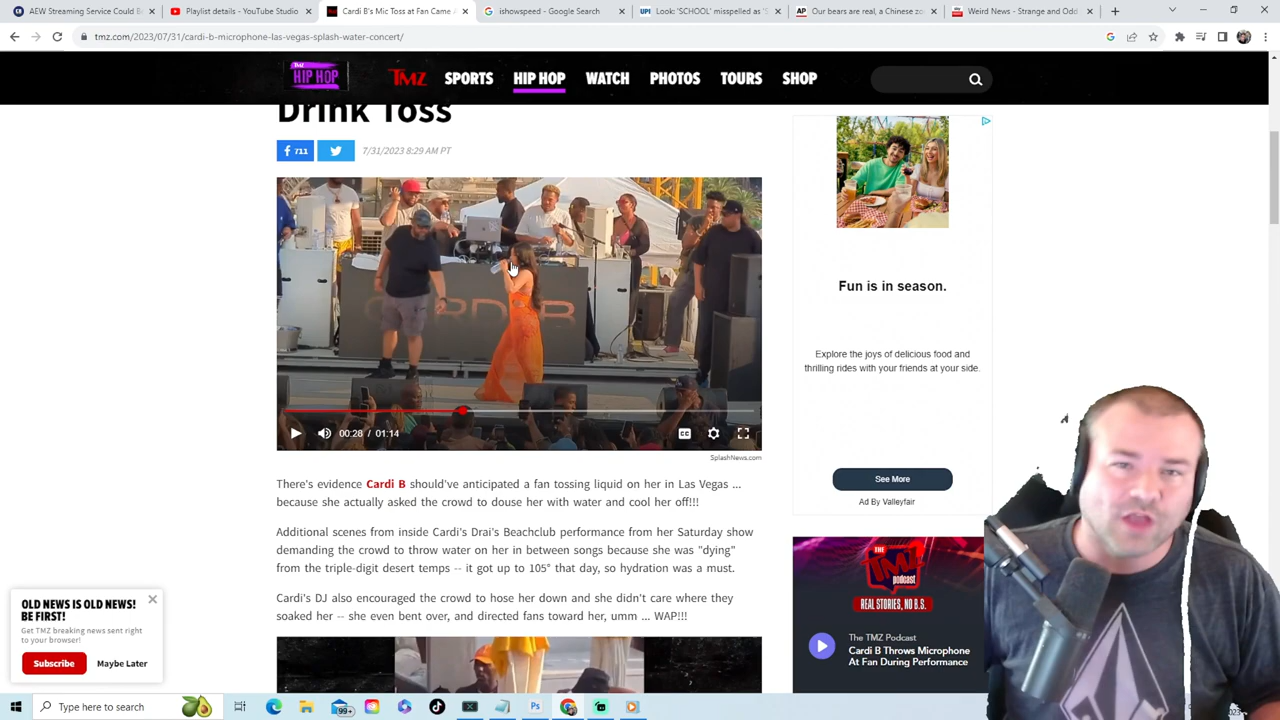 AEW Streaming Service Could B
Playlist details - YouTube Studio
Cardi B's Mic Toss at Fan Came A
ishowspeed - Google Search
Look: 'SCHOOL' misspelled as 'S
Our bears are real, a Chinese zo
Weird News - Strange and Odd
tmz.com/2023/07/31/cardi-b-microphone-las-vegas-splash-water-concert/
TMZ HIP HOP
TMZ SPORTS HIP HOP WATCH PHOTOS TOURS SHOP
Drink Toss
711
7/31/2023 8:29 AM PT
CARDI B
00:28 / 01:14
CC
SplashNews.com
There's evidence Cardi B should've anticipated a fan tossing liquid on her in Las Vegas ...
because she actually asked the crowd to douse her with water and cool her off!!!
Additional scenes from inside Cardi's Drai's Beachclub performance from her Saturday show
demanding the crowd to throw water on her in between songs because she was "dying"
from the triple-digit desert temps -- it got up to 105° that day, so hydration was a must.
Cardi's DJ also encouraged the crowd to hose her down and she didn't care where they
soaked her -- she even bent over, and directed fans toward her, umm ... WAP!!!
Fun is in season.
Explore the joys of delicious food and
thrilling rides with your friends at your side.
See More
Ad By Valleyfair
THE
TMZ
PODCAST
REAL STORIES, NO B.S.
The TMZ Podcast
Cardi B Throws Microphone
At Fan During Performance
OLD NEWS IS OLD NEWS!
BE FIRST!
Get TMZ breaking news sent right
to your browser!
Subscribe
Maybe Later
Type here to search
99+